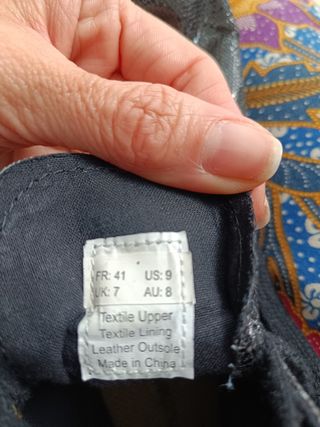 FR: 41 US: 9
UK: 7 AU: 8
Textile Upper
Textile Lining
Leather Outsole
Made in China